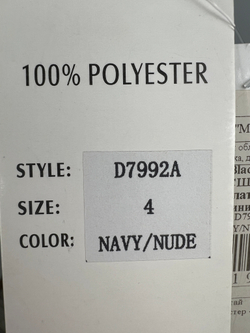 100% POLYESTER
STYLE: D7992A
SIZE: 4
COLOR: NAVY/NUDE